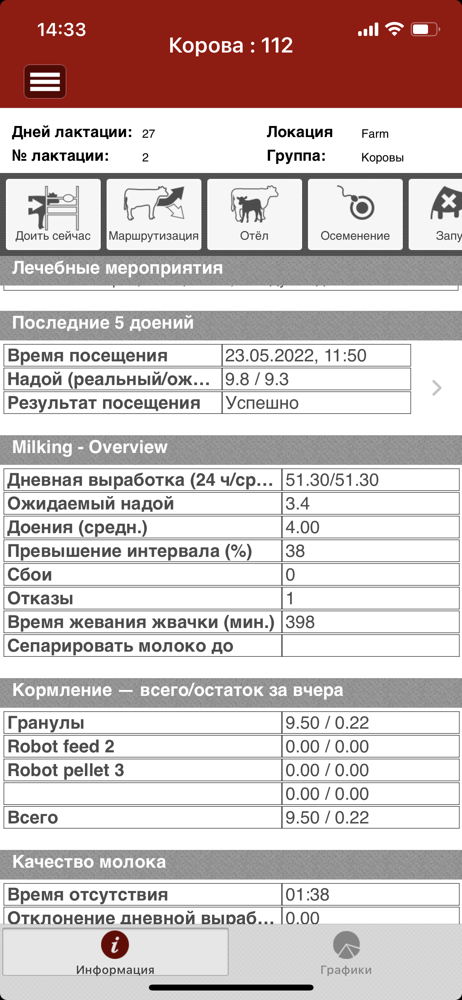 14:33
Корова : 112
Дней лактации: 27 Локация Farm
№ лактации: 2 Группа: Коровы
Доить сейчас Маршрутизация Отёл Осеменение Запу
Лечебные мероприятия
Последние 5 доений
Время посещения 23.05.2022, 11:50
Надой (реальный/ож... 9.8 / 9.3
Результат посещения Успешно
Milking - Overview
Дневная выработка (24 ч/ср... 51.30/51.30
Ожидаемый надой 3.4
Доения (средн.) 4.00
Превышение интервала (%) 38
Сбои 0
Отказы 1
Время жевания жвачки (мин.) 398
Сепарировать молоко до
Кормление — всего/остаток за вчера
Гранулы 9.50 / 0.22
Robot feed 2 0.00 / 0.00
Robot pellet 3 0.00 / 0.00
0.00 / 0.00
Всего 9.50 / 0.22
Качество молока
Время отсутствия 01:38
Отклонение дневной выраб... 0.00
Информация Графики